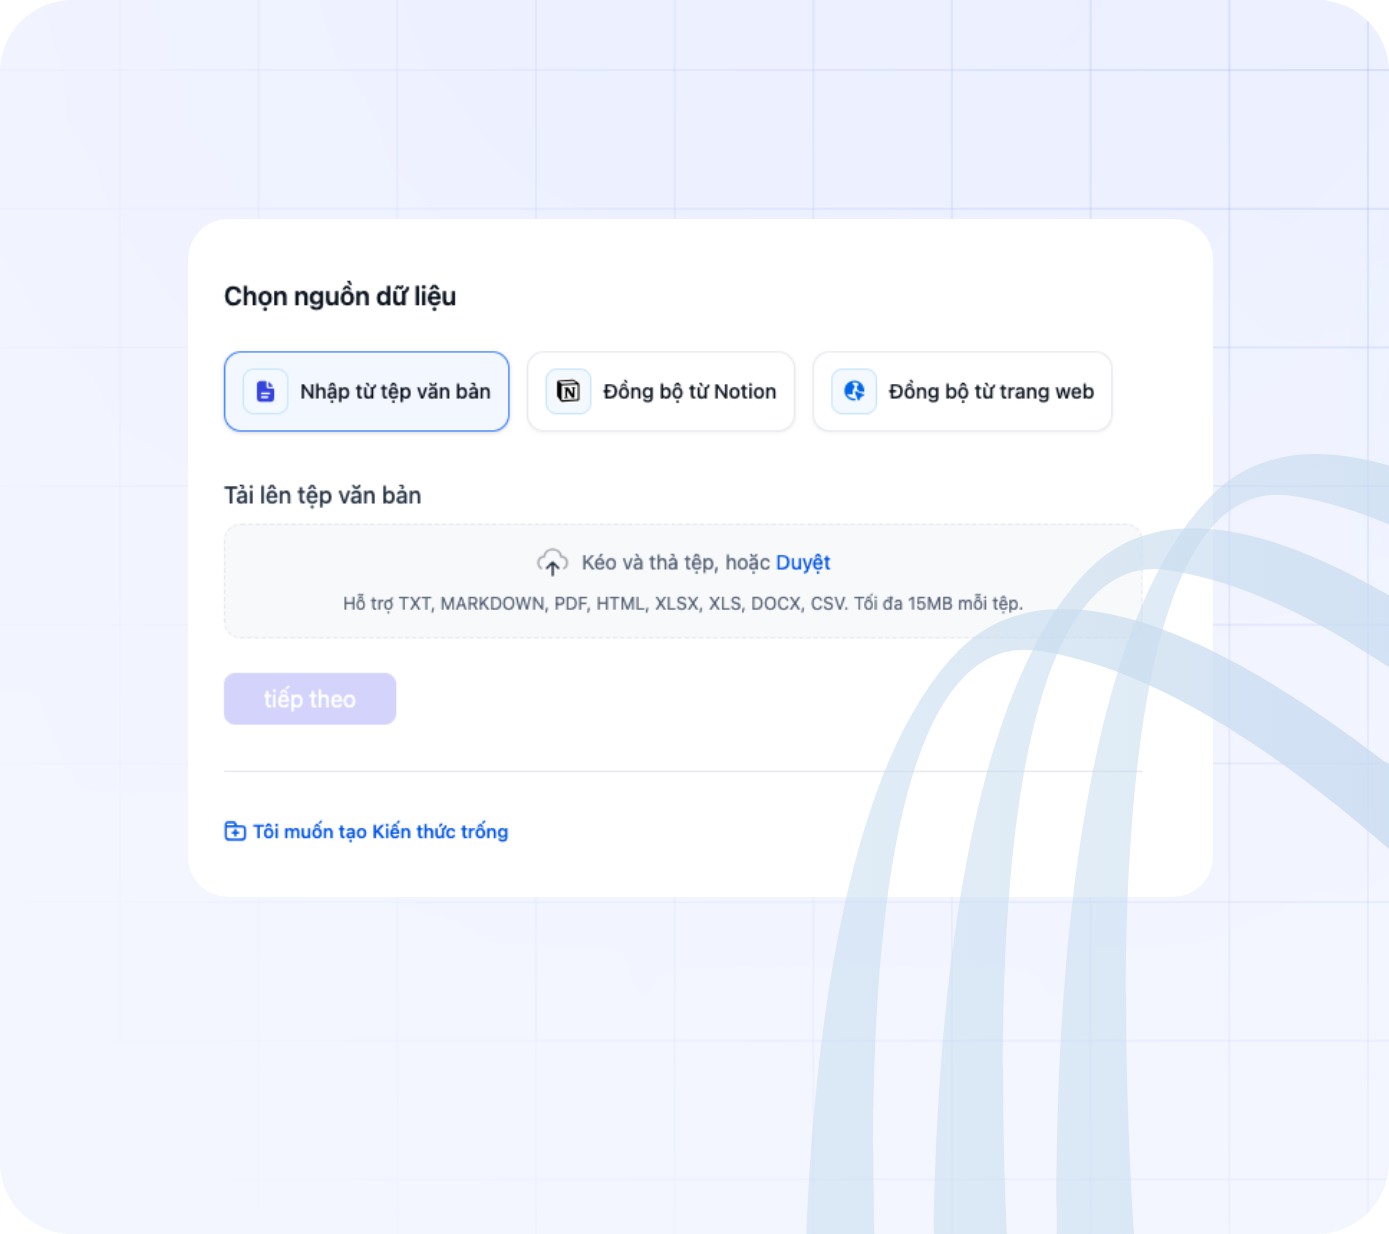 Chọn nguồn dữ liệu
Nhập từ tệp văn bản
Đồng bộ từ Notion
Đồng bộ từ trang web
Tải lên tệp văn bản
Kéo và thả tệp, hoặc Duyệt
Hỗ trợ TXT, MARKDOWN, PDF, HTML, XLSX, XLS, DOCX, CSV. Tối đa 15MB mỗi tệp.
tiếp theo
Tôi muốn tạo Kiến thức trống